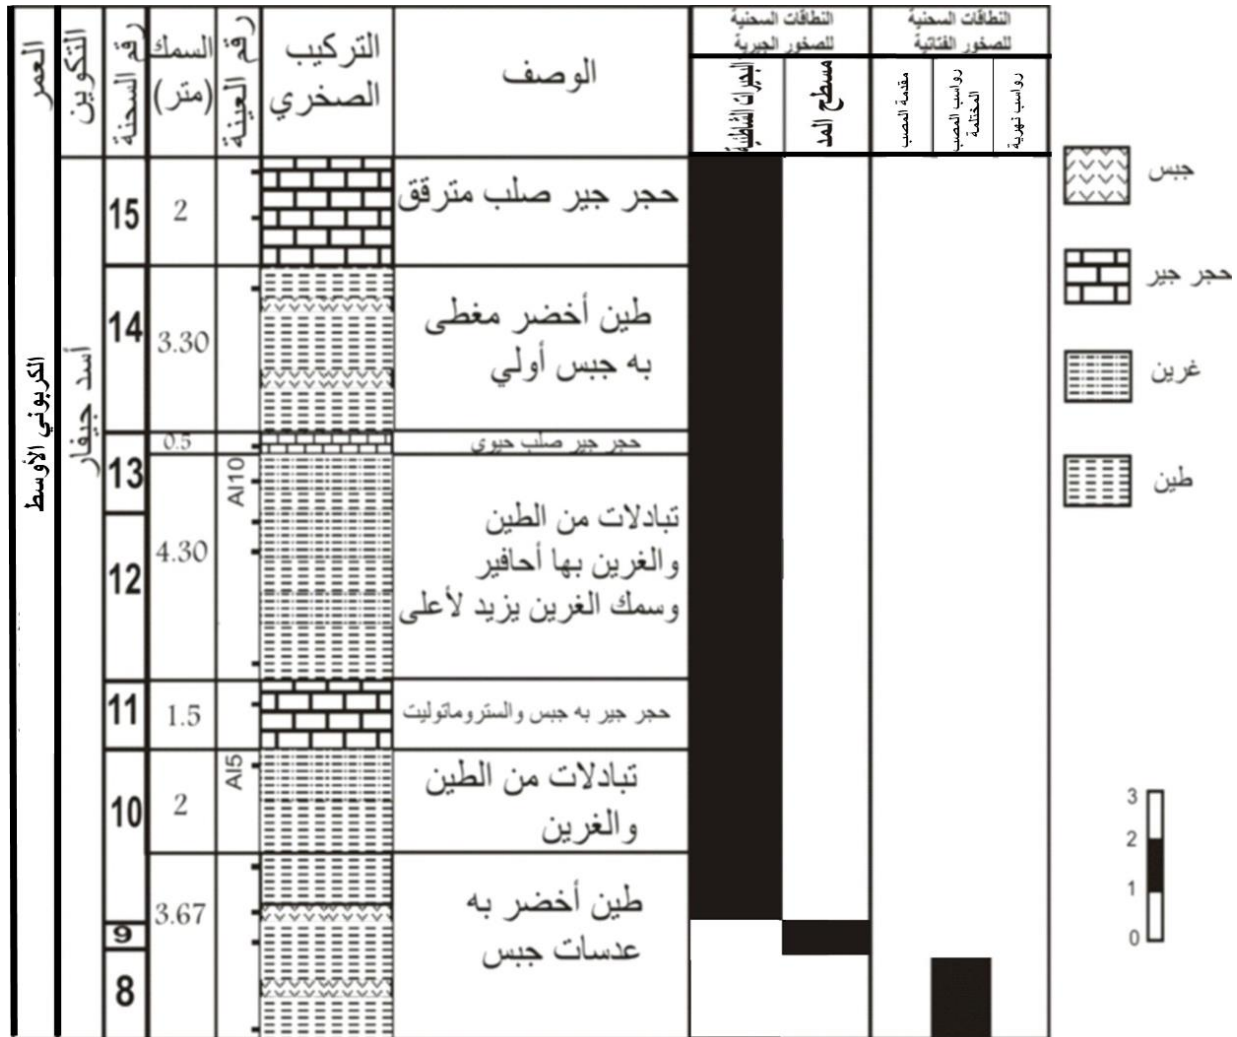 العمر
التكوين
رقم السحنة
السمك
(متر)
رقم العينة
التركيب
الصخري
الوصف
النطاقات السحنية
للصخور الجيرية
النطاقات السحنية
للصخور الفتاتية
البحيرات الشاطئية
مسطح المد
مقدمة المصب
رواسب المصب
المختلمة
رواسب نهرية
الكربوني الأوسط
أسد جيفار
15
2
حجر جير صلب مترقق
14
3.30
طين أخضر مغطى
به جبس أولي
13
0.5
حجر جير صلب حيوي
AI10
12
4.30
تبادلات من الطين
والغرين بها أحافير
وسمك الغرين يزيد لأعلى
11
1.5
حجر جير به جبس والستروماتوليت
10
2
AI5
تبادلات من الطين
والغرين
9
3.67
طين أخضر به
عدسات جبس
8
جبس
حجر جير
غرين
طين
3
2
1
0